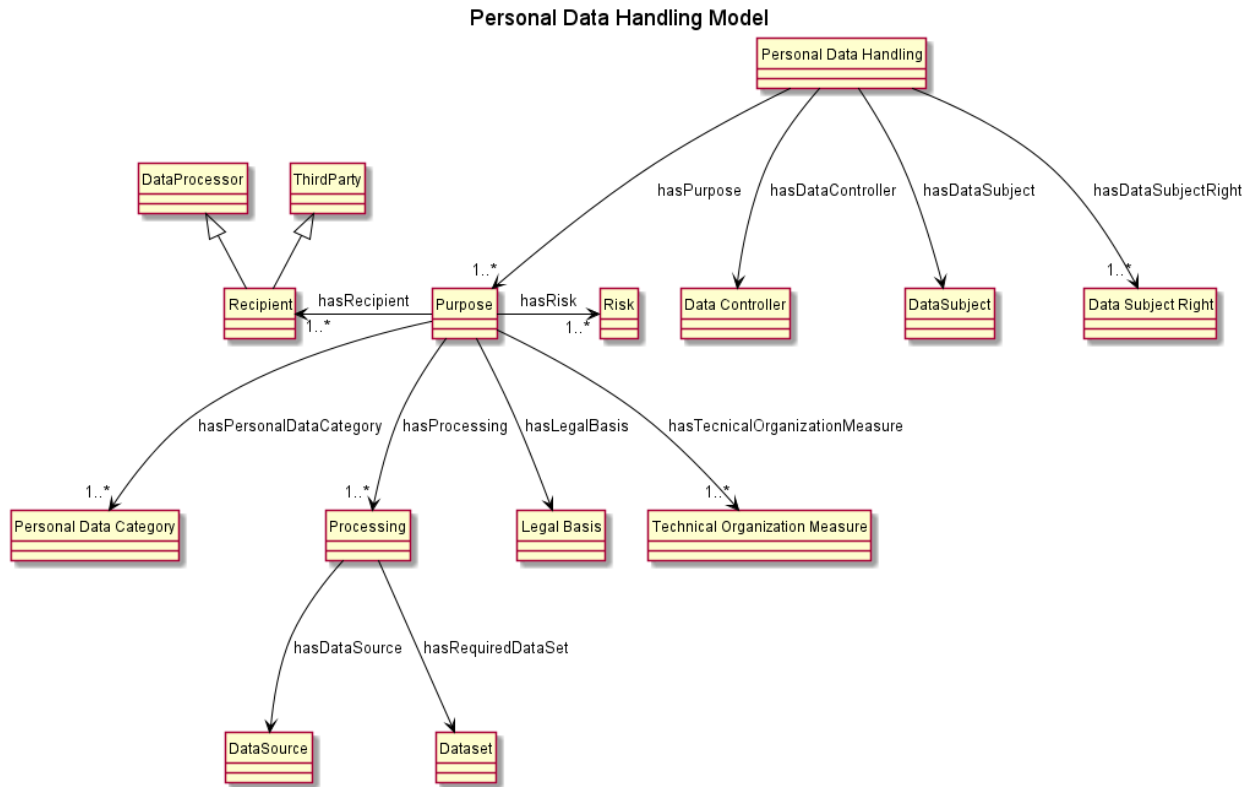 Personal Data Handling Model
Personal Data Handling
DataProcessor
ThirdParty
hasPurpose
hasDataController
hasDataSubject
hasDataSubjectRight
1..*
1..*
Recipient
hasRecipient
1..*
Purpose
hasRisk
1..*
Risk
Data Controller
DataSubject
Data Subject Right
hasPersonalDataCategory
hasProcessing
hasLegalBasis
hasTecnicalOrganizationMeasure
1..*
1..*
1..*
Personal Data Category
Processing
Legal Basis
Technical Organization Measure
hasDataSource
hasRequiredDataSet
DataSource
Dataset